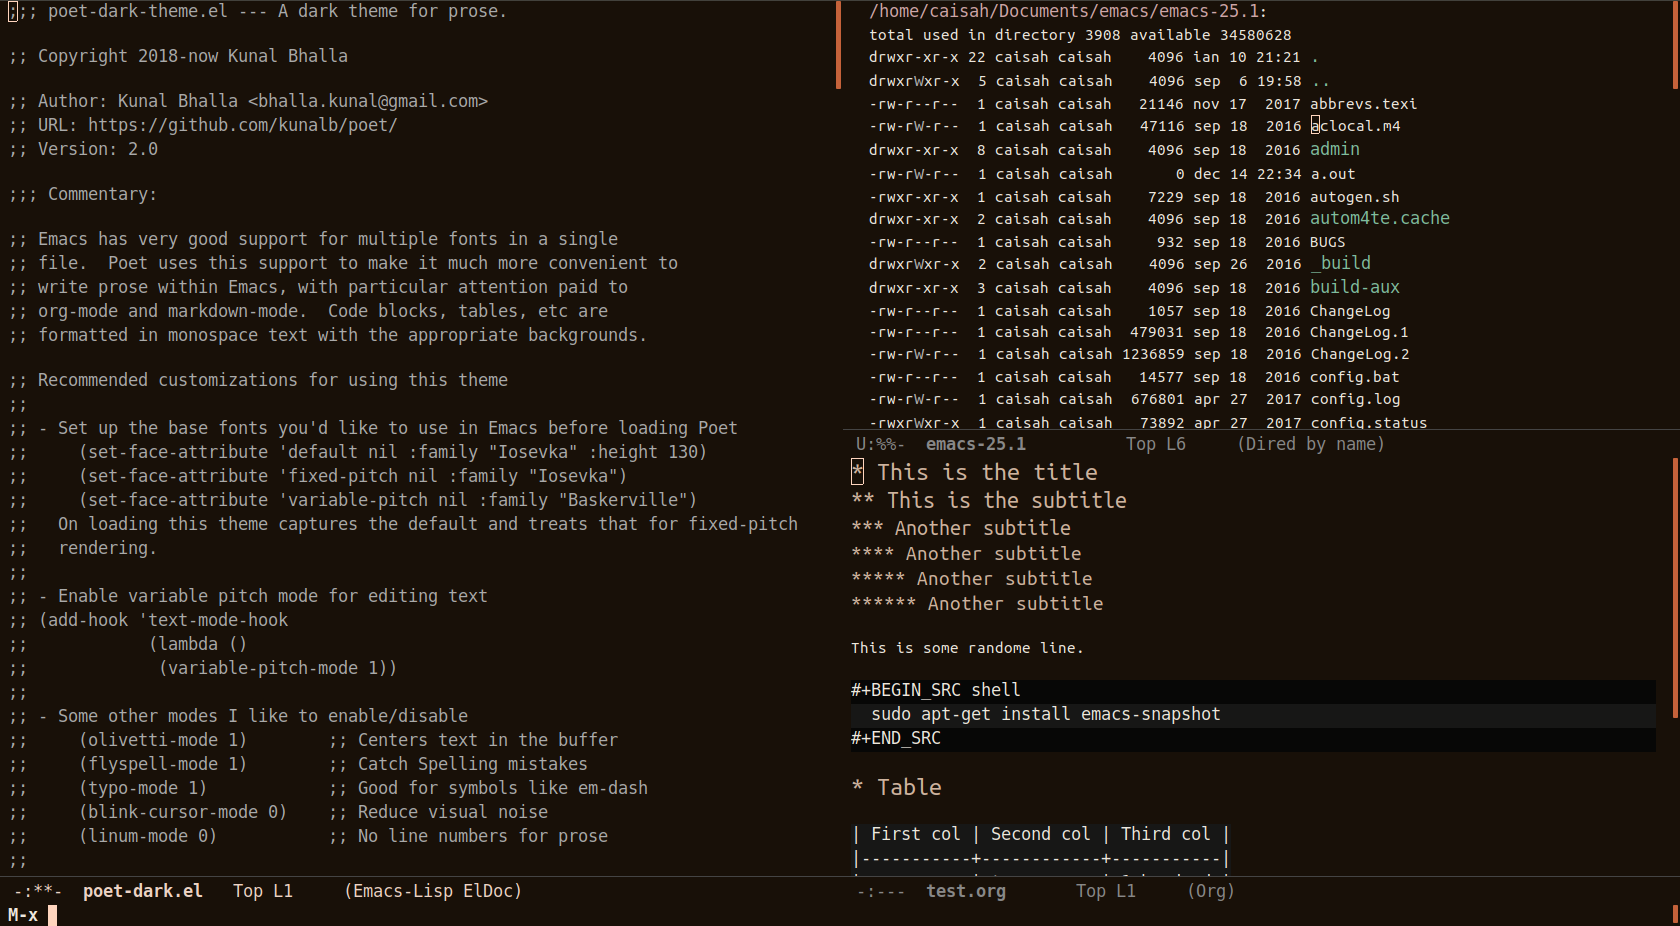 ;;; poet-dark-theme.el --- A dark theme for prose.

;; Copyright 2018-now Kunal Bhalla

;; Author: Kunal Bhalla <bhalla.kunal@gmail.com>
;; URL: https://github.com/kunalb/poet/
;; Version: 2.0

;;; Commentary:

;; Emacs has very good support for multiple fonts in a single
;; file.  Poet uses this support to make it much more convenient to
;; write prose within Emacs, with particular attention paid to
;; org-mode and markdown-mode.  Code blocks, tables, etc are
;; formatted in monospace text with the appropriate backgrounds.

;; Recommended customizations for using this theme
;;
;; - Set up the base fonts you'd like to use in Emacs before loading Poet
;;     (set-face-attribute 'default nil :family "Iosevka" :height 130)
;;     (set-face-attribute 'fixed-pitch nil :family "Iosevka")
;;     (set-face-attribute 'variable-pitch nil :family "Baskerville")
;;   On loading this theme captures the default and treats that for fixed-pitch
;;   rendering.
;;
;; - Enable variable pitch mode for editing text
;; (add-hook 'text-mode-hook
;;            (lambda ()
;;             (variable-pitch-mode 1))
;;
;; - Some other modes I like to enable/disable
;;     (olivetti-mode 1)        ;; Centers text in the buffer
;;     (flyspell-mode 1)        ;; Catch Spelling mistakes
;;     (typo-mode 1)            ;; Good for symbols like em-dash
;;     (blink-cursor-mode 0)    ;; Reduce visual noise
;;     (linum-mode 0)           ;; No line numbers for prose
;;
-:**-  poet-dark.el   Top L1     (Emacs-Lisp ElDoc)
M-x
/home/caisah/Documents/emacs/emacs-25.1:
total used in directory 3908 available 34580628
drwxr-xr-x 22 caisah caisah    4096 ian 10 21:21 .
drwxrwxr-x  5 caisah caisah    4096 sep  6 19:58 ..
-rw-r--r--  1 caisah caisah   21146 nov 17  2017 abbrevs.texi
-rw-rw-r--  1 caisah caisah   47116 sep 18  2016 aclocal.m4
drwxr-xr-x  8 caisah caisah    4096 sep 18  2016 admin
-rw-rw-r--  1 caisah caisah       0 dec 14 22:34 a.out
-rwxr-xr-x  1 caisah caisah    7229 sep 18  2016 autogen.sh
drwxr-xr-x  2 caisah caisah    4096 sep 18  2016 autom4te.cache
-rw-r--r--  1 caisah caisah     932 sep 18  2016 BUGS
drwxrwxr-x  2 caisah caisah    4096 sep 26  2016 _build
drwxr-xr-x  3 caisah caisah    4096 sep 18  2016 build-aux
-rw-r--r--  1 caisah caisah    1057 sep 18  2016 ChangeLog
-rw-r--r--  1 caisah caisah  479031 sep 18  2016 ChangeLog.1
-rw-rw-r--  1 caisah caisah 1236859 sep 18  2016 ChangeLog.2
-rw-r--r--  1 caisah caisah   14577 sep 18  2016 config.bat
-rw-rw-r--  1 caisah caisah  676801 apr 27  2017 config.log
-rwxrwxr-x  1 caisah caisah   73892 apr 27  2017 config.status
U:%%-  emacs-25.1          Top L6     (Dired by name)
* This is the title
** This is the subtitle
*** Another subtitle
**** Another subtitle
***** Another subtitle
****** Another subtitle

This is some randome line.

#+BEGIN_SRC shell
  sudo apt-get install emacs-snapshot
#+END_SRC

* Table

| First col | Second col | Third col |
|-----------+------------+-----------|
-:---  test.org       Top L1     (Org)